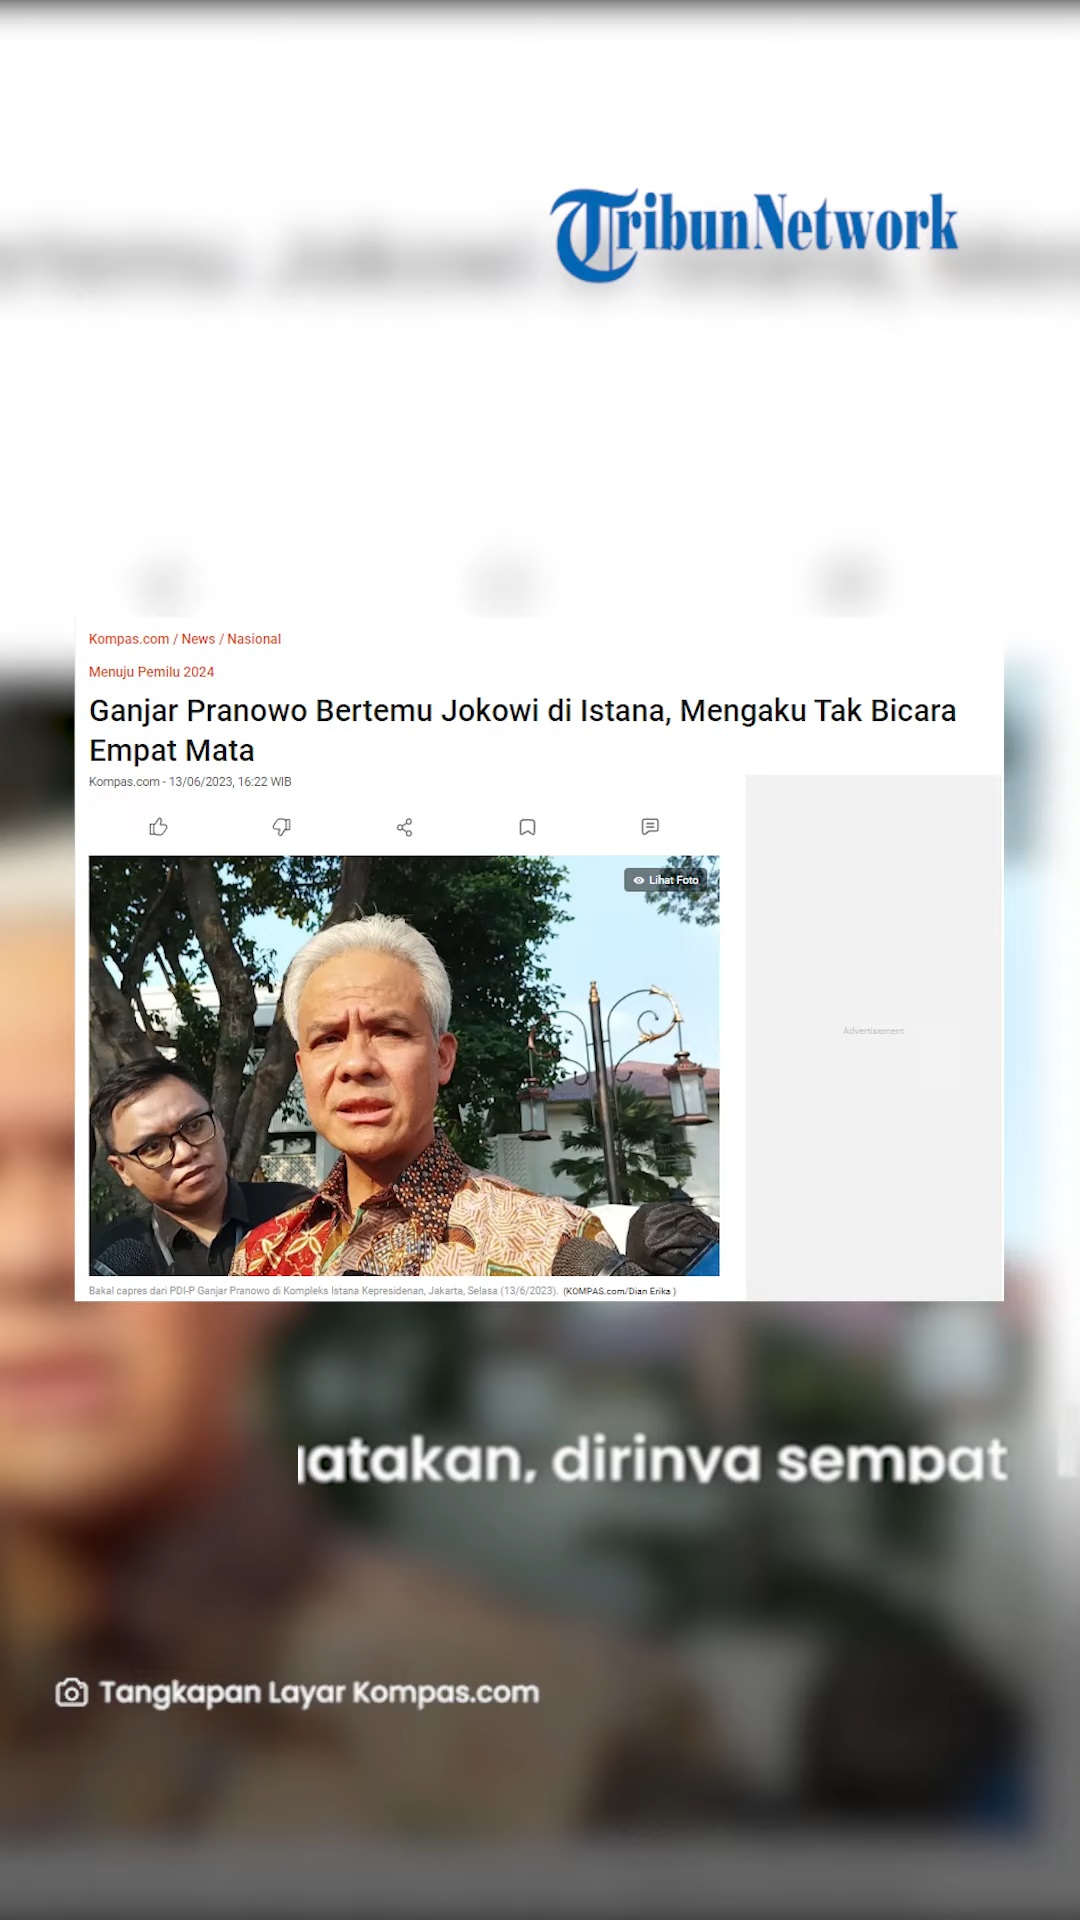 TribunNetwork
Kompas.com / News / Nasional
Menuju Pemilu 2024
Ganjar Pranowo Bertemu Jokowi di Istana, Mengaku Tak Bicara
Empat Mata
Kompas.com - 13/06/2023, 16:22 WIB
Lihat Foto
Advertisement
Bakal capres dari PDI-P Ganjar Pranowo di Kompleks Istana Kepresidenan, Jakarta, Selasa (13/6/2023). (KOMPAS.com/Dian Erika )
atakan, dirinya sempat
Tangkapan Layar Kompas.com